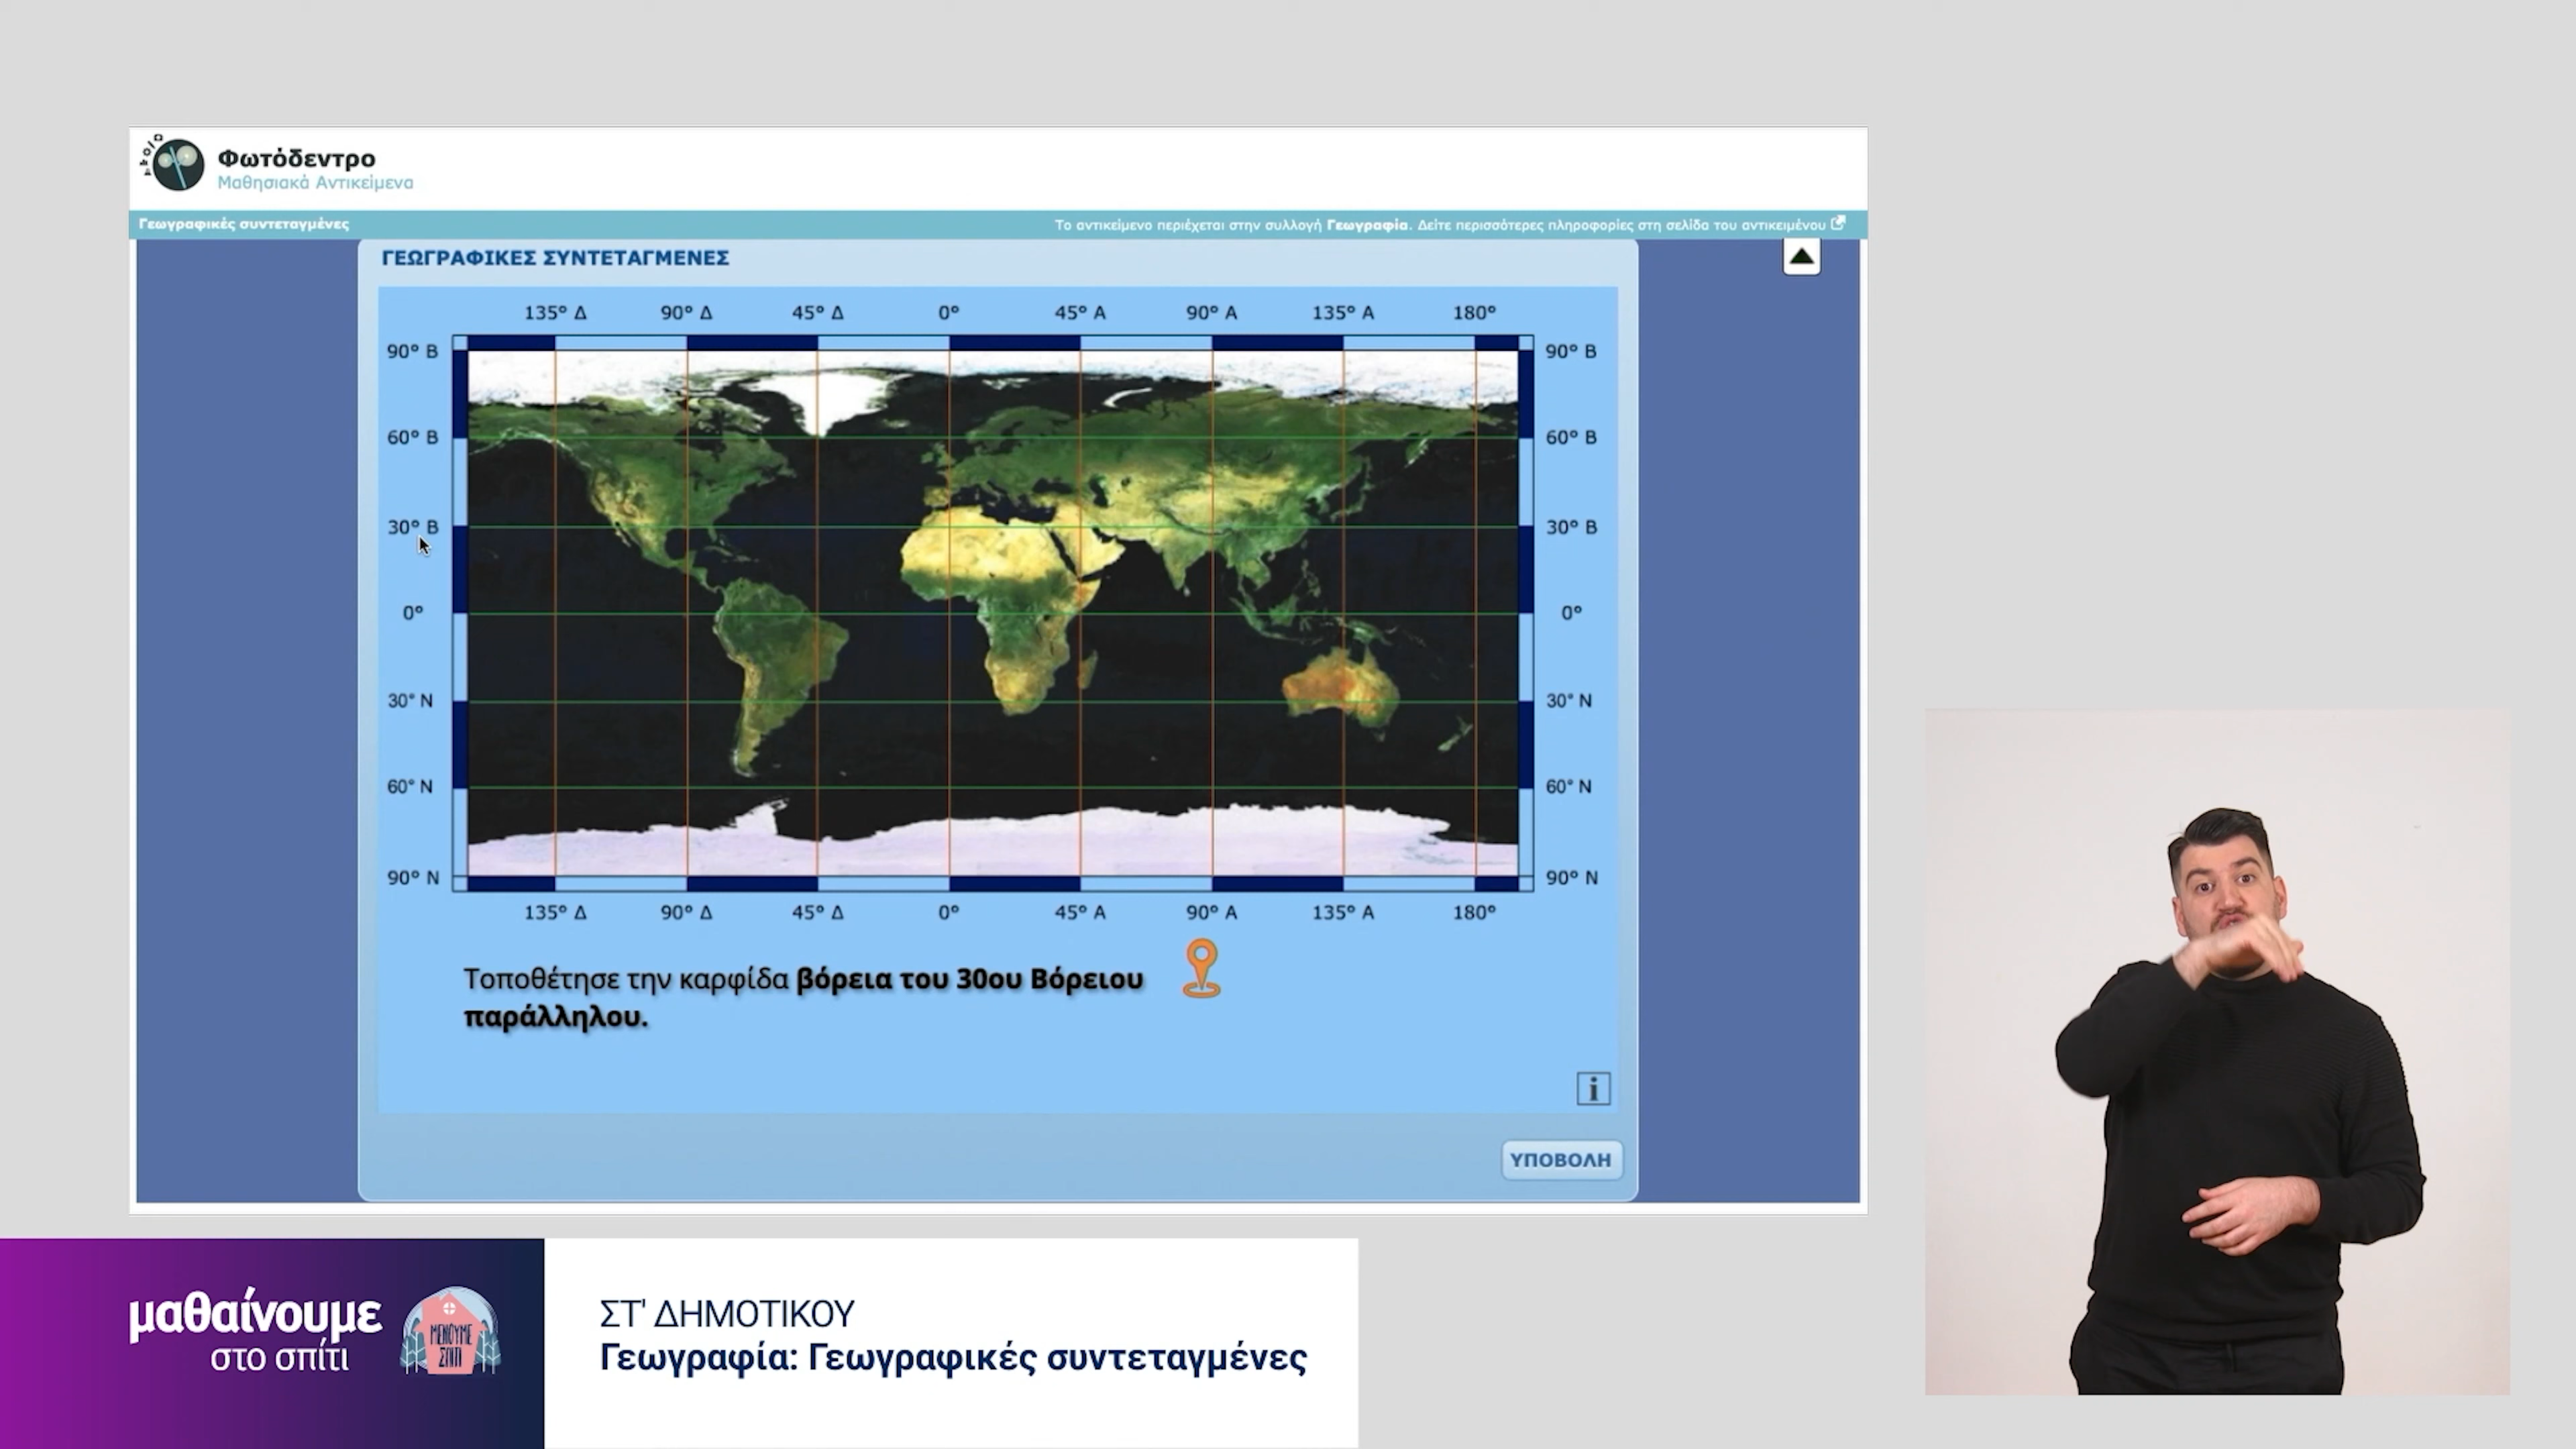 Φωτόδεντρο
Μαθησιακά Αντικείμενα
Γεωγραφικές συντεταγμένες
Το αντικείμενο περιέχεται στην συλλογή Γεωγραφία. Δείτε περισσότερες πληροφορίες στη σελίδα του αντικειμένου
ΓΕΩΓΡΑΦΙΚΕΣ ΣΥΝΤΕΤΑΓΜΕΝΕΣ
135° Δ 90° Δ 45° Δ 0° 45° Α 90° Α 135° Α 180°
90° Β 90° Β
60° Β 60° Β
30° Β 30° Β
0° 0°
30° Ν 30° Ν
60° Ν 60° Ν
90° Ν 90° Ν
135° Δ 90° Δ 45° Δ 0° 45° Α 90° Α 135° Α 180°
Τοποθέτησε την καρφίδα βόρεια του 30ου Βόρειου
παράλληλου.
i
ΥΠΟΒΟΛΗ
μαθαίνουμε
στο σπίτι
ΜΕΝΟΥΜΕ
ΣΠΙΤΙ
ΣΤ' ΔΗΜΟΤΙΚΟΥ
Γεωγραφία: Γεωγραφικές συντεταγμένες